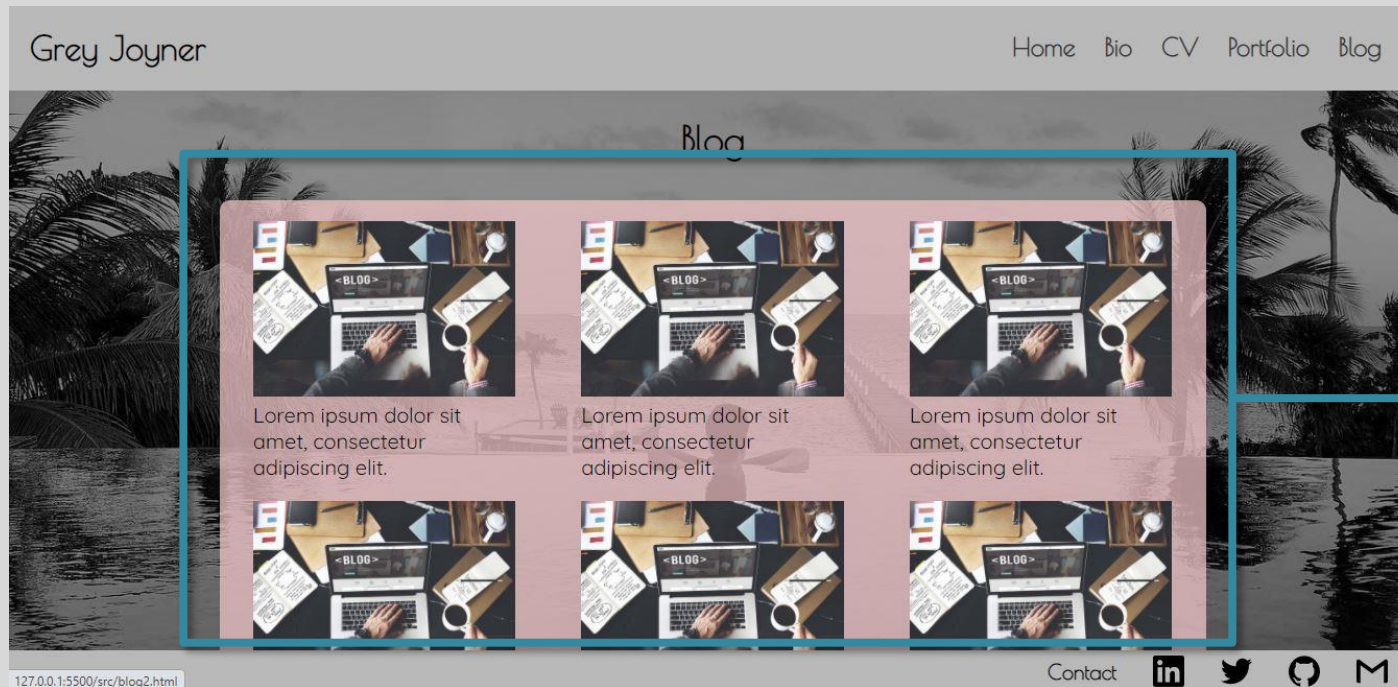 Grey Joyner
Home Bio CV Portfolio Blog
Blog
<BLOG> <BLOG> <BLOG>
Lorem ipsum dolor sit
amet, consectetur
adipiscing elit.
Lorem ipsum dolor sit
amet, consectetur
adipiscing elit.
Lorem ipsum dolor sit
amet, consectetur
adipiscing elit.
<BLOG> <BLOG> <BLOG>
Contact in
127.0.0.1:5500/src/blog2.html